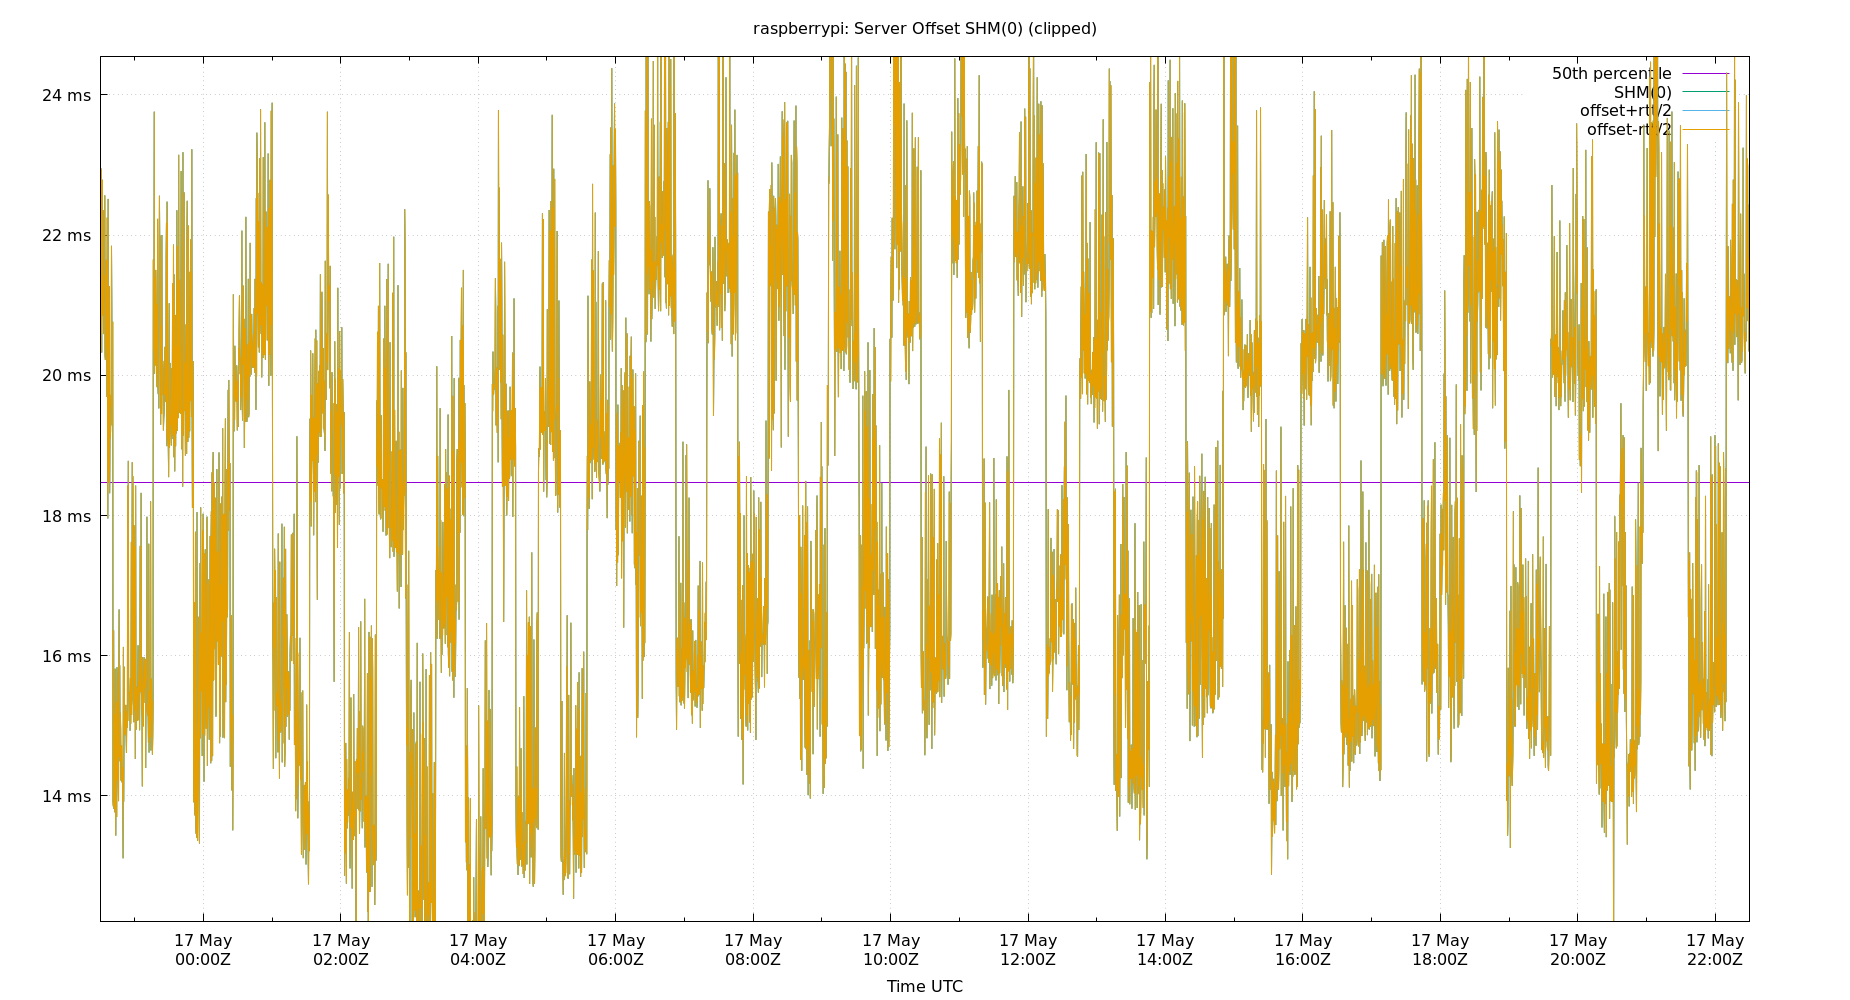 raspberrypi: Server Offset SHM(0) (clipped)
50th percentile
SHM(0)
offset+rtt/2
offset-rtt/2
24 ms
22 ms
20 ms
18 ms
16 ms
14 ms
17 May 17 May 17 May 17 May 17 May 17 May 17 May 17 May 17 May 17 May 17 May 17 May
00:00Z 02:00Z 04:00Z 06:00Z 08:00Z 10:00Z 12:00Z 14:00Z 16:00Z 18:00Z 20:00Z 22:00Z
Time UTC